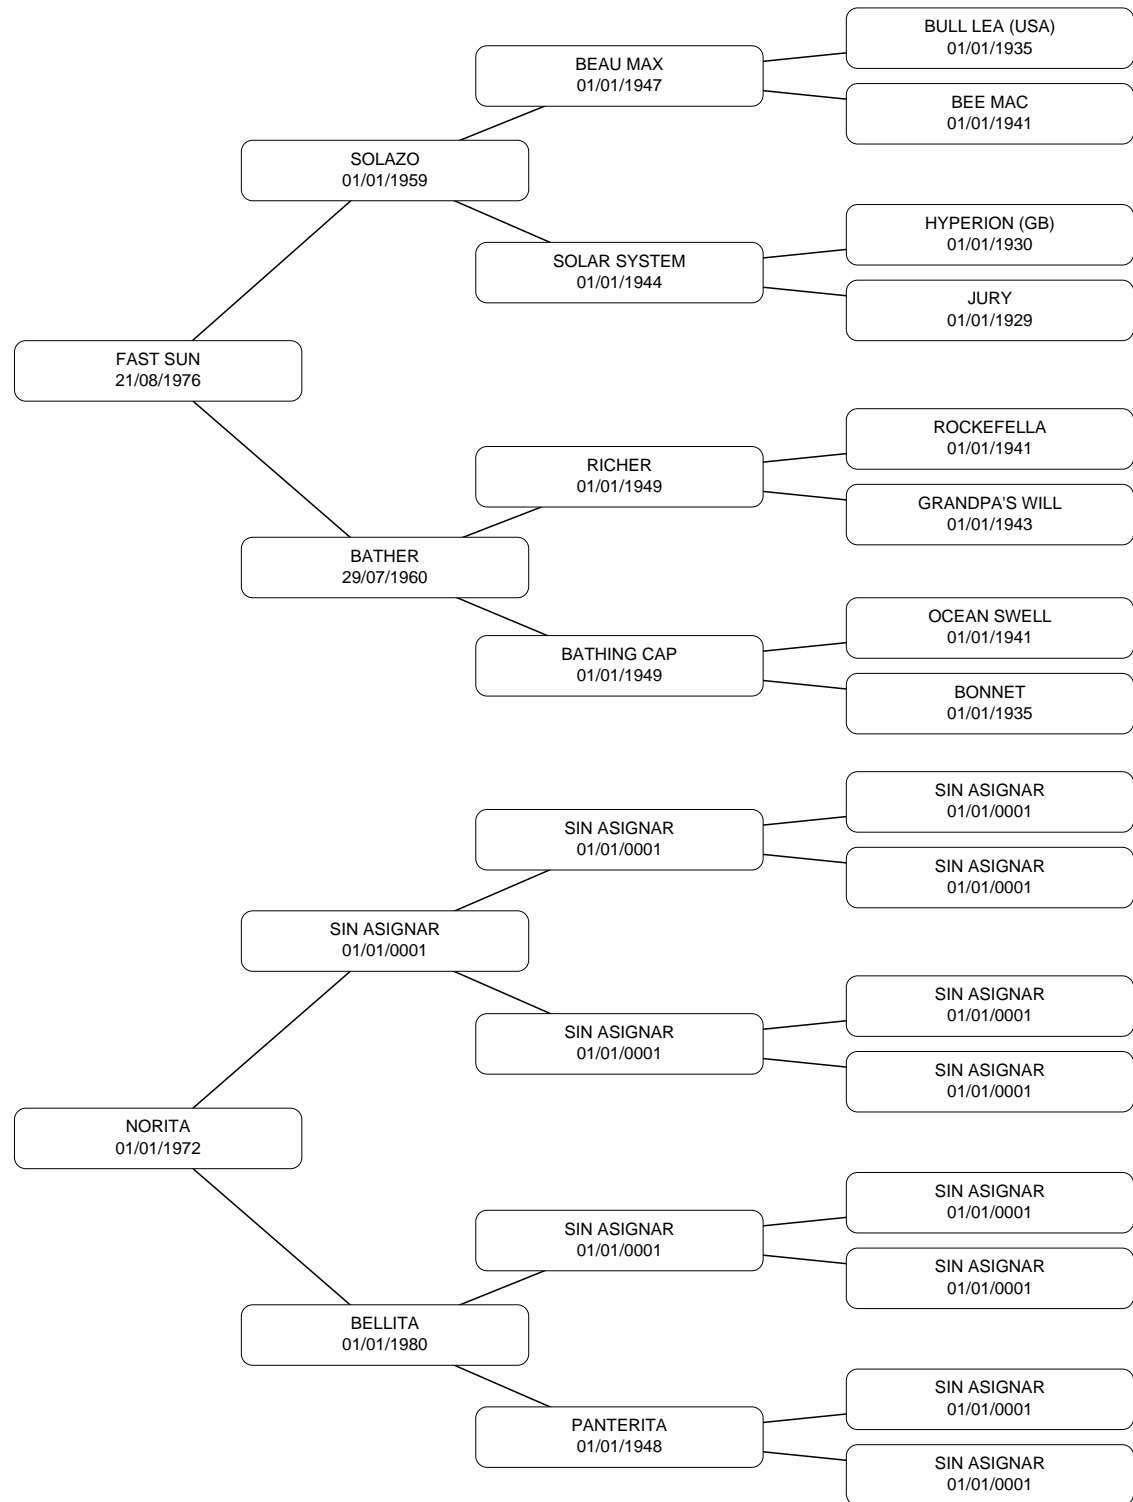 BULL LEA (USA)
01/01/1935
BEAU MAX
01/01/1947
BEE MAC
01/01/1941
SOLAZO
01/01/1959
HYPERION (GB)
01/01/1930
SOLAR SYSTEM
01/01/1944
JURY
01/01/1929
FAST SUN
21/08/1976
ROCKEFELLA
01/01/1941
RICHER
01/01/1949
GRANDPA'S WILL
01/01/1943
BATHER
29/07/1960
OCEAN SWELL
01/01/1941
BATHING CAP
01/01/1949
BONNET
01/01/1935
SIN ASIGNAR
01/01/0001
SIN ASIGNAR
01/01/0001
SIN ASIGNAR
01/01/0001
SIN ASIGNAR
01/01/0001
SIN ASIGNAR
01/01/0001
SIN ASIGNAR
01/01/0001
SIN ASIGNAR
01/01/0001
NORITA
01/01/1972
SIN ASIGNAR
01/01/0001
SIN ASIGNAR
01/01/0001
SIN ASIGNAR
01/01/0001
BELLITA
01/01/1980
SIN ASIGNAR
01/01/0001
PANTERITA
01/01/1948
SIN ASIGNAR
01/01/0001